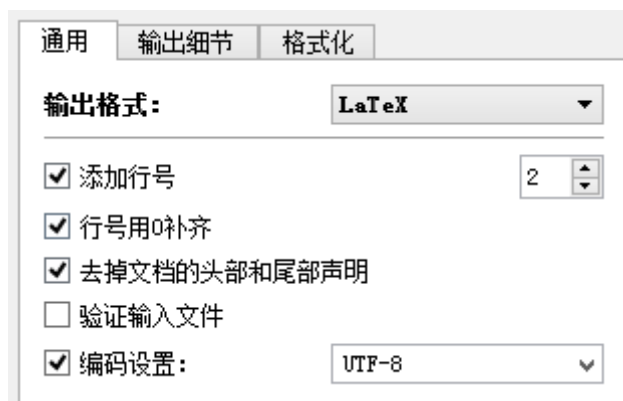 通用 输出细节 格式化
输出格式: LaTeX
添加行号 2
行号用0补齐
去掉文档的头部和尾部声明
验证输入文件
编码设置: UTF-8